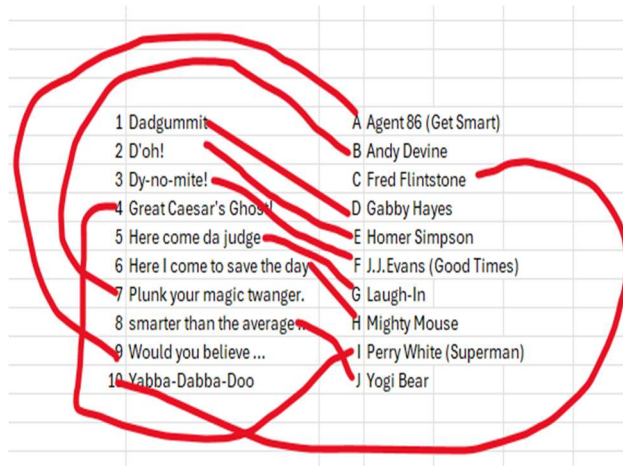 1 Dadgummit A Agent 86 (Get Smart)
2 D'oh! B Andy Devine
3 Dy-no-mite! C Fred Flintstone
4 Great Caesar's Ghost! D Gabby Hayes
5 Here come da judge E Homer Simpson
6 Here I come to save the day F J.J.Evans (Good Times)
7 Plunk your magic twanger. G Laugh-In
8 smarter than the average .. H Mighty Mouse
9 Would you believe ... I Perry White (Superman)
10 Yabba-Dabba-Doo J Yogi Bear